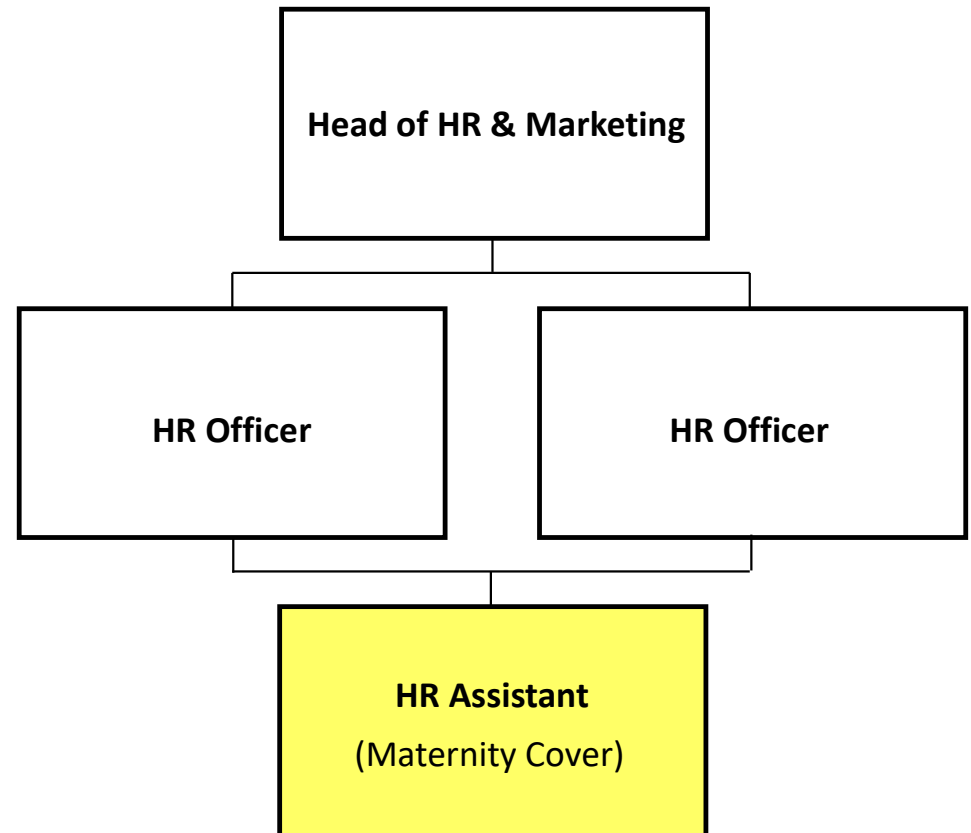 Head of HR & Marketing
HR Officer
HR Officer
HR Assistant
(Maternity Cover)